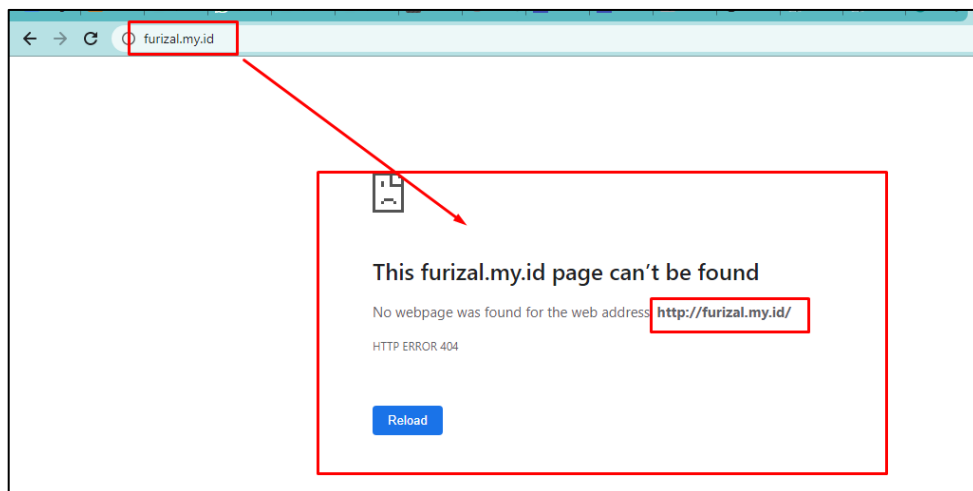 furizal.my.id
This furizal.my.id page can't be found
No webpage was found for the web address: http://furizal.my.id/
HTTP ERROR 404
Reload